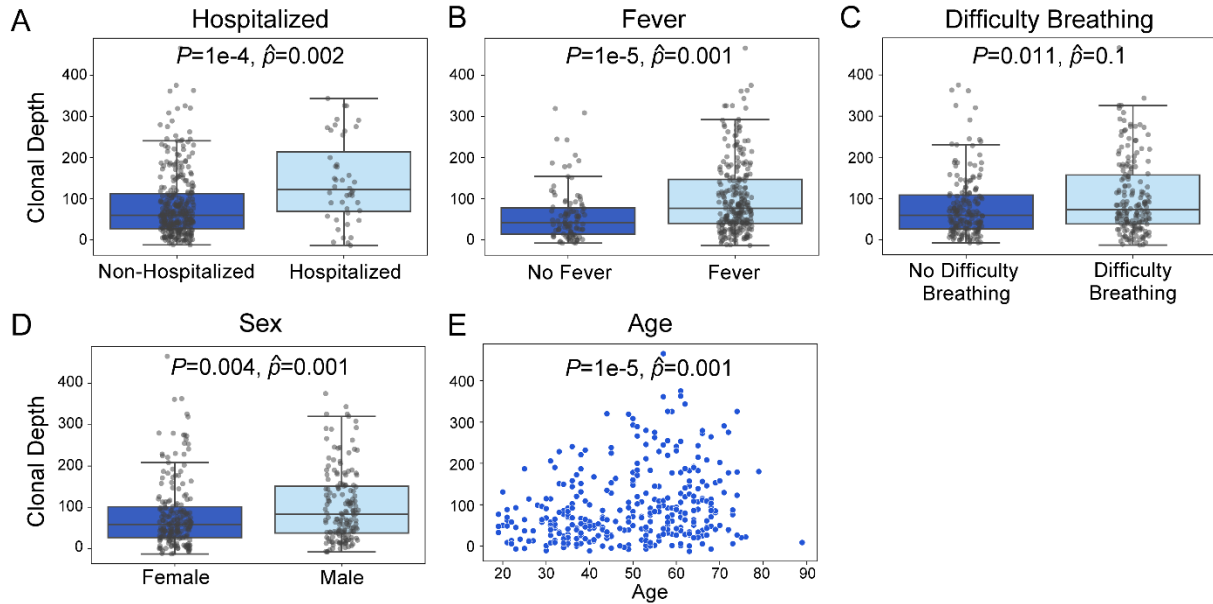 A
Hospitalized
P=1e-4, p̂=0.002
Clonal Depth
400
300
200
100
0
Non-Hospitalized
Hospitalized
B
Fever
P=1e-5, p̂=0.001
400
300
200
100
0
No Fever
Fever
C
Difficulty Breathing
P=0.011, p̂=0.1
400
300
200
100
0
No Difficulty
Breathing
Difficulty
Breathing
D
Sex
P=0.004, p̂=0.001
Clonal Depth
400
300
200
100
0
Female
Male
E
Age
P=1e-5, p̂=0.001
400
300
200
100
0
20 30 40 50 60 70 80 90
Age